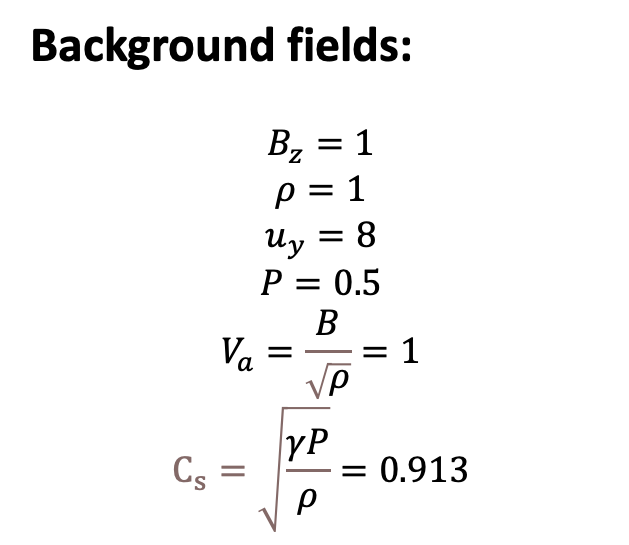 Background fields:
B_z = 1
ρ = 1
u_y = 8
P = 0.5
V_a = B/√ρ = 1
C_s = √(γP/ρ) = 0.913